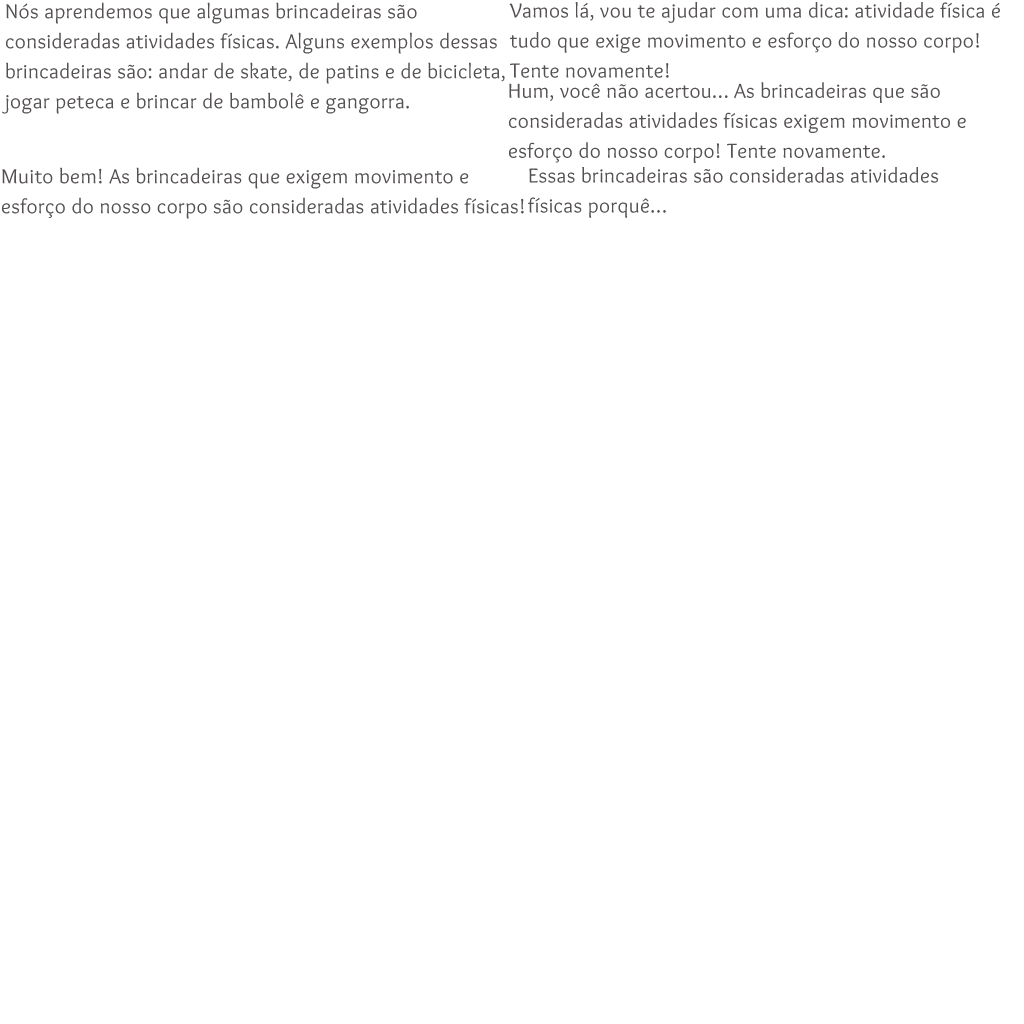 Nós aprendemos que algumas brincadeiras são
consideradas atividades físicas. Alguns exemplos dessas
brincadeiras são: andar de skate, de patins e de bicicleta,
jogar peteca e brincar de bambolê e gangorra.
Vamos lá, vou te ajudar com uma dica: atividade física é
tudo que exige movimento e esforço do nosso corpo!
Tente novamente!
Hum, você não acertou... As brincadeiras que são
consideradas atividades físicas exigem movimento e
esforço do nosso corpo! Tente novamente.
Muito bem! As brincadeiras que exigem movimento e
esforço do nosso corpo são consideradas atividades físicas!
Essas brincadeiras são consideradas atividades
físicas porquê...